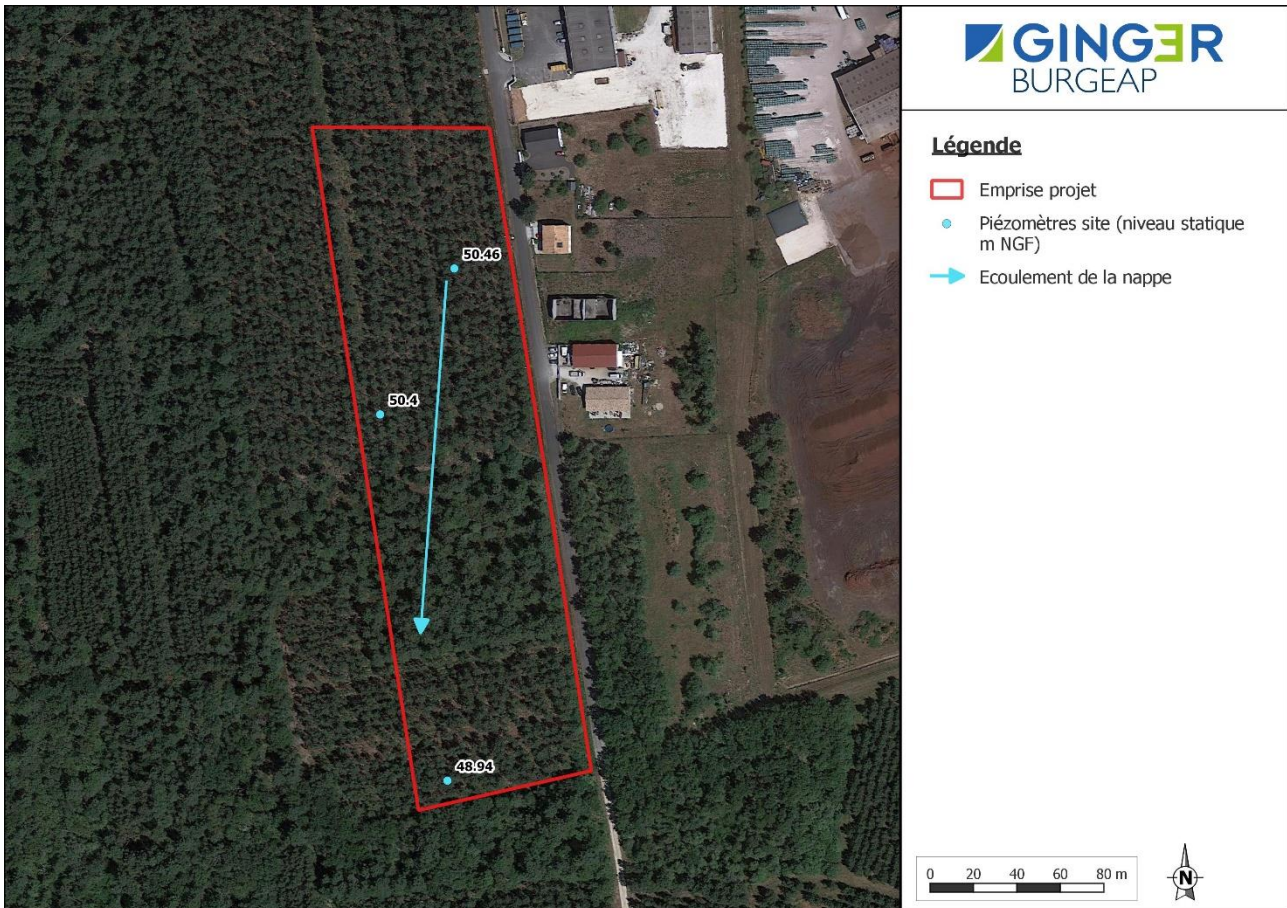 GINGER
BURGEAP
Légende
Emprise projet
Piézomètres site (niveau statique
m NGF)
Ecoulement de la nappe
50.46
50.4
48.94
0 20 40 60 80 m
N